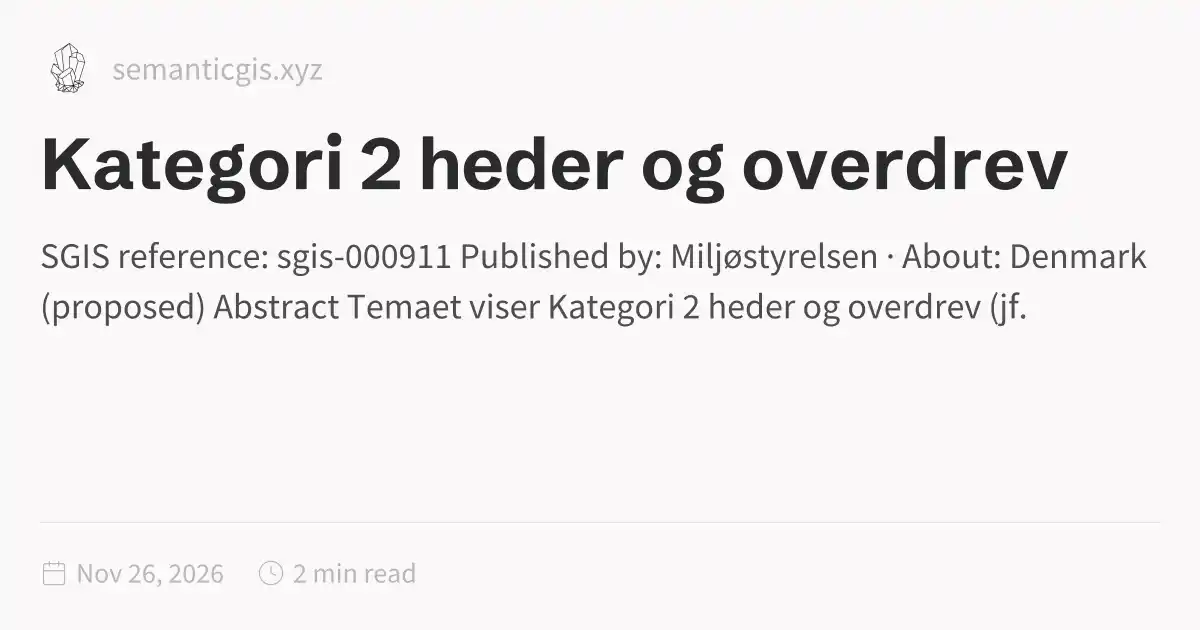 semanticgis.xyz
Kategori 2 heder og overdrev
SGIS reference: sgis-000911 Published by: Miljøstyrelsen · About: Denmark
(proposed) Abstract Temaet viser Kategori 2 heder og overdrev (jf.
Nov 26, 2026 2 min read